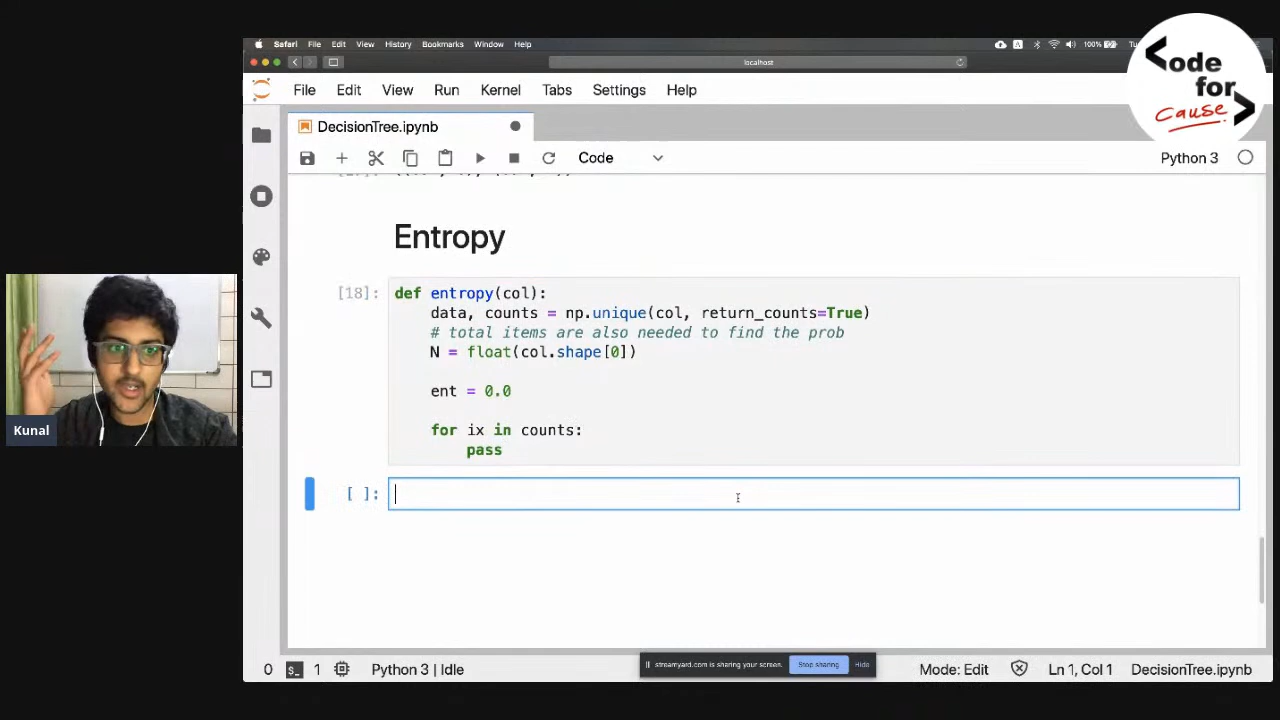 Safari File Edit View History Bookmarks Window Help
100%
localhost
<ode
for
cause >
File Edit View Run Kernel Tabs Settings Help
DecisionTree.ipynb
Code
Python 3
Entropy
[18]:
def entropy(col):
data, counts = np.unique(col, return_counts=True)
# total items are also needed to find the prob
N = float(col.shape[0])
ent = 0.0
for ix in counts:
pass
[ ]:
Kunal
streamyard.com is sharing your screen.
Stop sharing
Hide
0
$_
1
Python 3 | Idle
Mode: Edit
Ln 1, Col 1
DecisionTree.ipynb